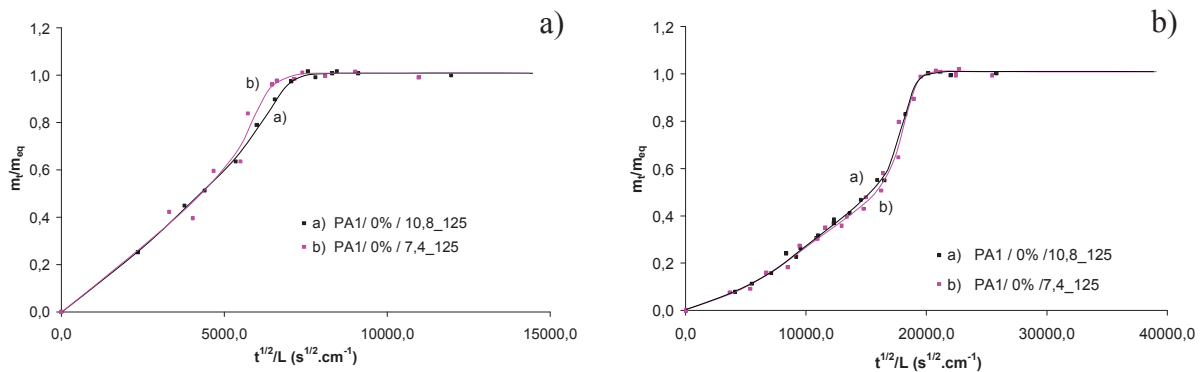 a)
1,2
1,0
0,8
0,6
0,4
0,2
0,0
m_t/m_eq
b)
a)
a) PA1/ 0% / 10,8_125
b) PA1/ 0% / 7,4_125
0,0 5000,0 10000,0 15000,0
t^1/2/L (s^1/2.cm^-1)
b)
1,2
1,0
0,8
0,6
0,4
0,2
0,0
m_t/m_eq
a)
b)
a) PA1 / 0% /10,8_125
b) PA1/ 0% /7,4_125
0,0 10000,0 20000,0 30000,0 40000,0
t^1/2/L (s^1/2.cm^-1)